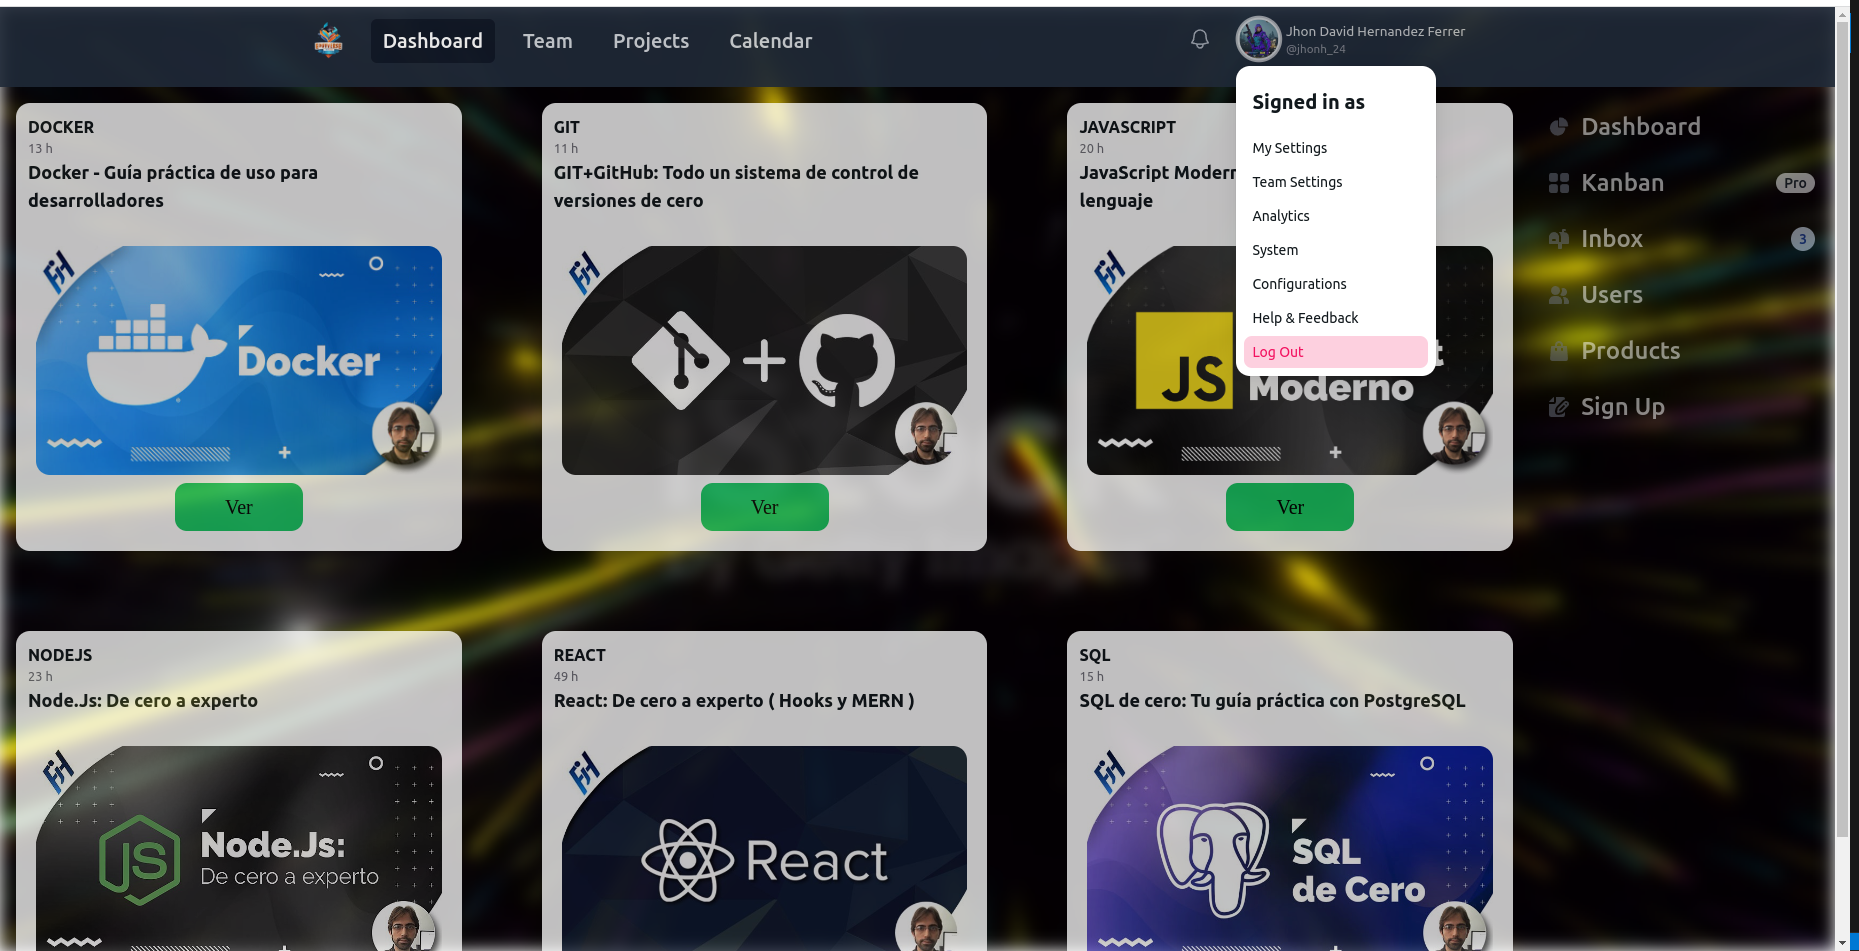 Dashboard
Team
Projects
Calendar
Jhon David Hernandez Ferrer
@jhonh_24
Signed in as
My Settings
Team Settings
Analytics
System
Configurations
Help & Feedback
Log Out
DOCKER
13 h
Docker - Guía práctica de uso para
desarrolladores
Docker
Ver
GIT
11 h
GIT+GitHub: Todo un sistema de control de
versiones de cero
Ver
JAVASCRIPT
20 h
JavaScript Modern
lenguaje
JS
t
Moderno
Ver
Dashboard
Kanban
Pro
Inbox
3
Users
Products
Sign Up
NODEJS
23 h
Node.Js: De cero a experto
JS
Node.Js:
De cero a experto
REACT
49 h
React: De cero a experto ( Hooks y MERN )
React
SQL
15 h
SQL de cero: Tu guía práctica con PostgreSQL
SQL
de Cero